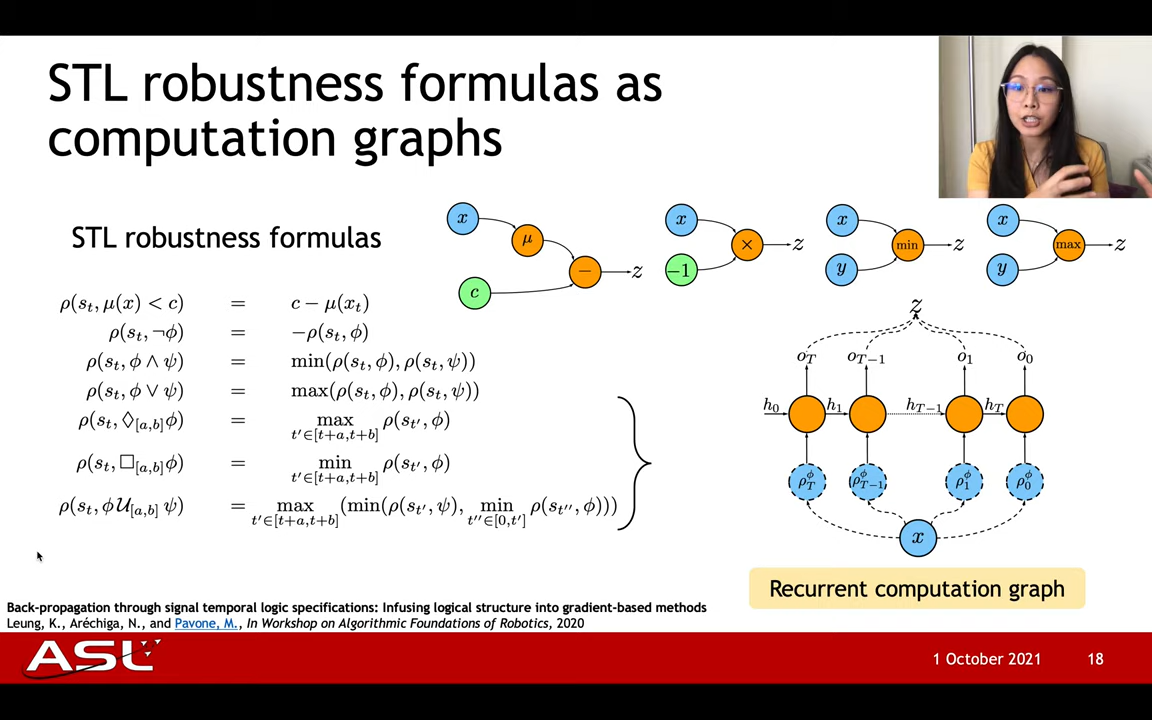 STL robustness formulas as
computation graphs
STL robustness formulas
x
μ
−
z
c
x
×
z
−1
x
min
z
y
x
max
z
y
ρ(s_t, μ(x) < c) = c − μ(x_t)
ρ(s_t, ¬ϕ) = −ρ(s_t, ϕ)
ρ(s_t, ϕ ∧ ψ) = min(ρ(s_t, ϕ), ρ(s_t, ψ))
ρ(s_t, ϕ ∨ ψ) = max(ρ(s_t, ϕ), ρ(s_t, ψ))
ρ(s_t, ◊_[a,b]ϕ) = max_{t′∈[t+a,t+b]} ρ(s_t′, ϕ)
ρ(s_t, □_[a,b]ϕ) = min_{t′∈[t+a,t+b]} ρ(s_t′, ϕ)
ρ(s_t, ϕ 𝒰_[a,b] ψ) = max_{t′∈[t+a,t+b]} (min(ρ(s_t′, ψ), min_{t″∈[0,t′]} ρ(s_t″, ϕ)))
z
o_T o_{T−1} o_1 o_0
h_0 h_1 h_{T−1} h_T
ρ_T^ϕ ρ_{T−1}^ϕ ρ_1^ϕ ρ_0^ϕ
x
Recurrent computation graph
Back-propagation through signal temporal logic specifications: Infusing logical structure into gradient-based methods
Leung, K., Aréchiga, N., and Pavone, M., In Workshop on Algorithmic Foundations of Robotics, 2020
ASL
1 October 2021
18